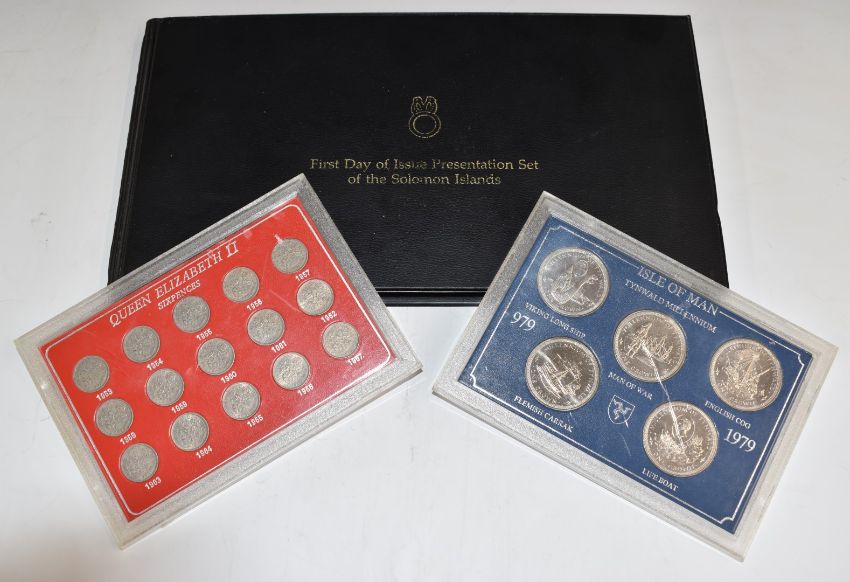 First Day of Issue Presentation Set
of the Solomon Islands
QUEEN ELIZABETH II
SIXPENCES
1953 1954 1955 1956 1957
1958 1959 1960 1961 1962
1963 1964 1965 1966 1967
ISLE OF MAN
TYNWALD MILLENNIUM
VIKING LONG SHIP
979
MAN OF WAR
ENGLISH COG
FLEMISH CARRAK
1979
LIFE BOAT